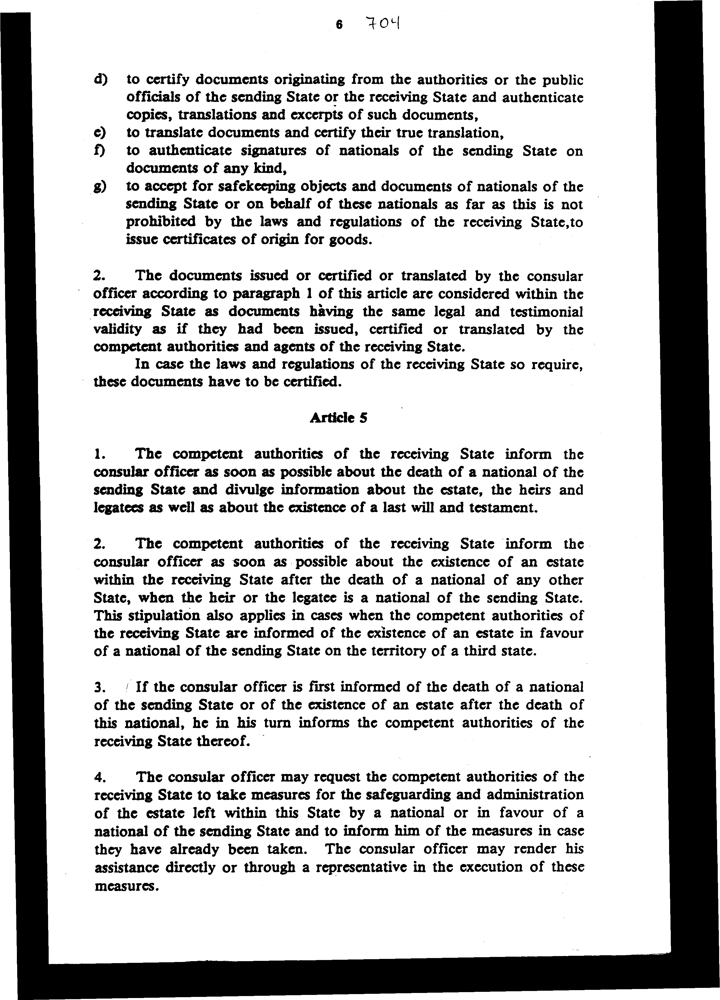 6 704
d) to certify documents originating from the authorities or the public
officials of the sending State or the receiving State and authenticate
copies, translations and excerpts of such documents,
e) to translate documents and certify their true translation,
f) to authenticate signatures of nationals of the sending State on
documents of any kind,
g) to accept for safekeeping objects and documents of nationals of the
sending State or on behalf of these nationals as far as this is not
prohibited by the laws and regulations of the receiving State,to
issue certificates of origin for goods.
2. The documents issued or certified or translated by the consular
officer according to paragraph 1 of this article are considered within the
receiving State as documents having the same legal and testimonial
validity as if they had been issued, certified or translated by the
competent authorities and agents of the receiving State.
In case the laws and regulations of the receiving State so require,
these documents have to be certified.
Article 5
1. The competent authorities of the receiving State inform the
consular officer as soon as possible about the death of a national of the
sending State and divulge information about the estate, the heirs and
legatees as well as about the existence of a last will and testament.
2. The competent authorities of the receiving State inform the
consular officer as soon as possible about the existence of an estate
within the receiving State after the death of a national of any other
State, when the heir or the legatee is a national of the sending State.
This stipulation also applies in cases when the competent authorities of
the receiving State are informed of the existence of an estate in favour
of a national of the sending State on the territory of a third state.
3. If the consular officer is first informed of the death of a national
of the sending State or of the existence of an estate after the death of
this national, he in his turn informs the competent authorities of the
receiving State thereof.
4. The consular officer may request the competent authorities of the
receiving State to take measures for the safeguarding and administration
of the estate left within this State by a national or in favour of a
national of the sending State and to inform him of the measures in case
they have already been taken. The consular officer may render his
assistance directly or through a representative in the execution of these
measures.